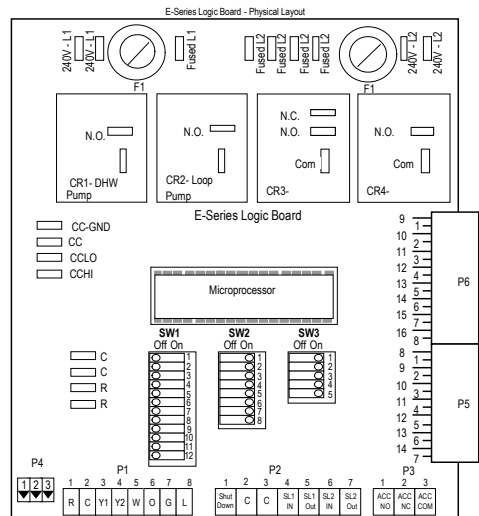 E-Series Logic Board - Physical Layout
240V - L1
240V - L1
Fused L1
Fused L2
Fused L2
Fused L2
Fused L2
240V - L2
240V - L2
F1
F1
N.O.
CR1- DHW
Pump
N.O.
CR2- Loop
Pump
N.C.
N.O.
Com
CR3-
N.O.
Com
CR4-
E-Series Logic Board
CC-GND
CC
CCLO
CCHI
Microprocessor
9
1
10
2
11
3
12
4
13
5
14
6
15
7
16
8
P6
8
1
9
2
10
3
11
4
12
5
13
6
14
7
P5
SW1
Off On
1
2
3
4
5
6
7
8
9
10
11
12
SW2
Off On
1
2
3
4
5
6
7
8
SW3
Off On
1
2
3
4
5
C
C
R
R
P4
1 2 3
P1
1 2 3 4 5 6 7 8
R C Y1 Y2 W O G L
P2
1 2 3 4 5 6 7
Shut Down C C SL1 IN SL1 Out SL2 IN SL2 Out
P3
1 2 3
ACC NO ACC NC ACC COM